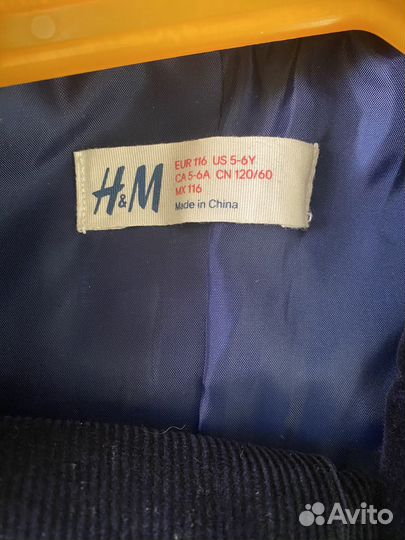 H&M
EUR 116 US 5-6Y
CA 5-6A CN 120/60
MX 116
Made in China
Avito